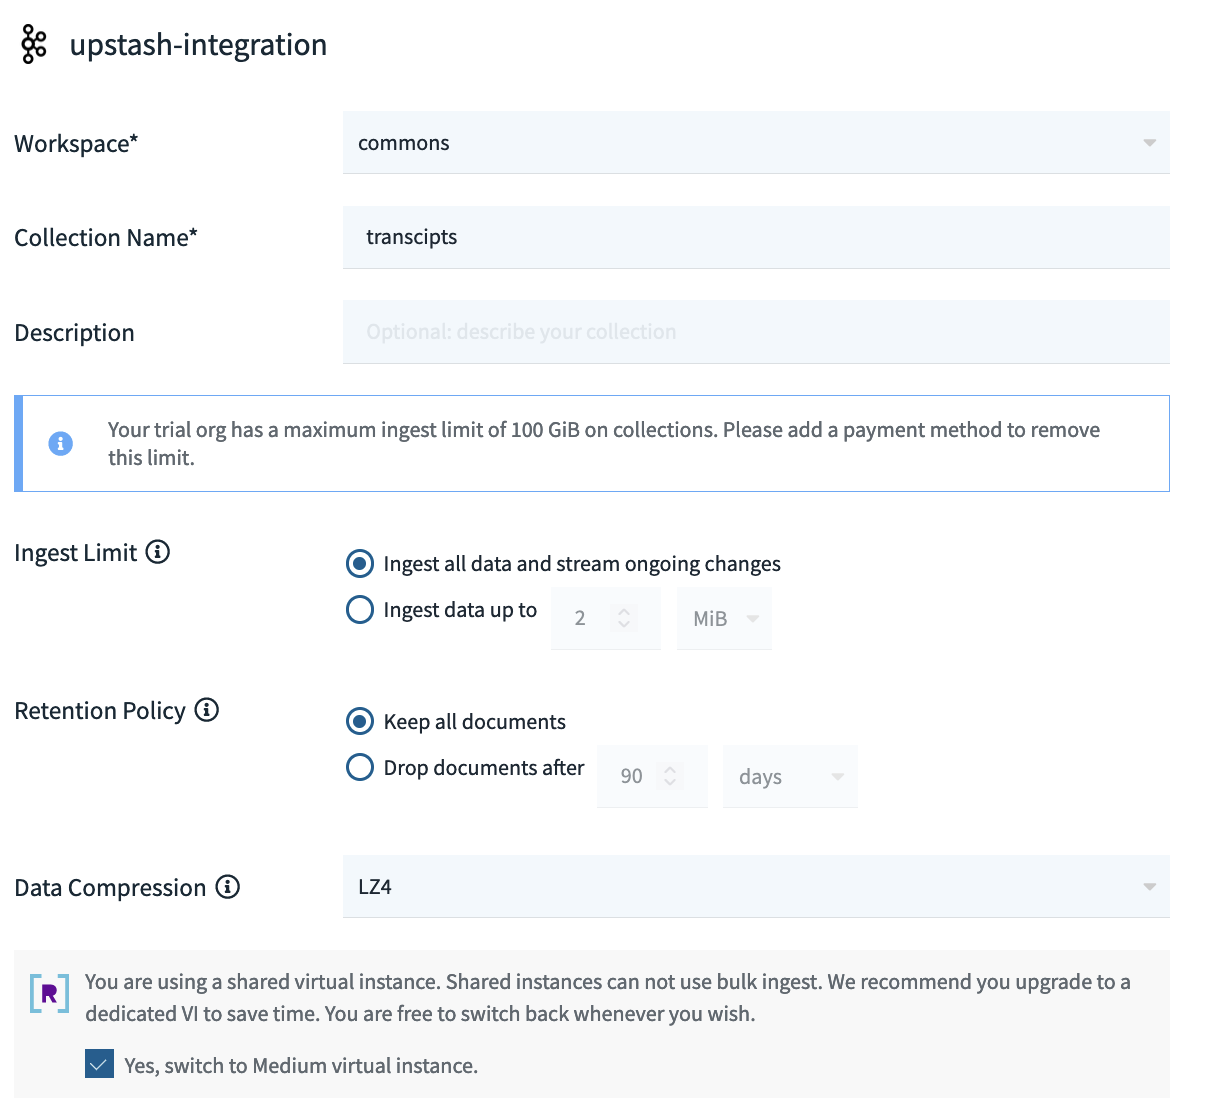 upstash-integration
Workspace*
commons
Collection Name*
transcipts
Description
Optional: describe your collection
Your trial org has a maximum ingest limit of 100 GiB on collections. Please add a payment method to remove
this limit.
Ingest Limit
Ingest all data and stream ongoing changes
Ingest data up to 2 MiB
Retention Policy
Keep all documents
Drop documents after 90 days
Data Compression
LZ4
R
You are using a shared virtual instance. Shared instances can not use bulk ingest. We recommend you upgrade to a
dedicated VI to save time. You are free to switch back whenever you wish.
Yes, switch to Medium virtual instance.